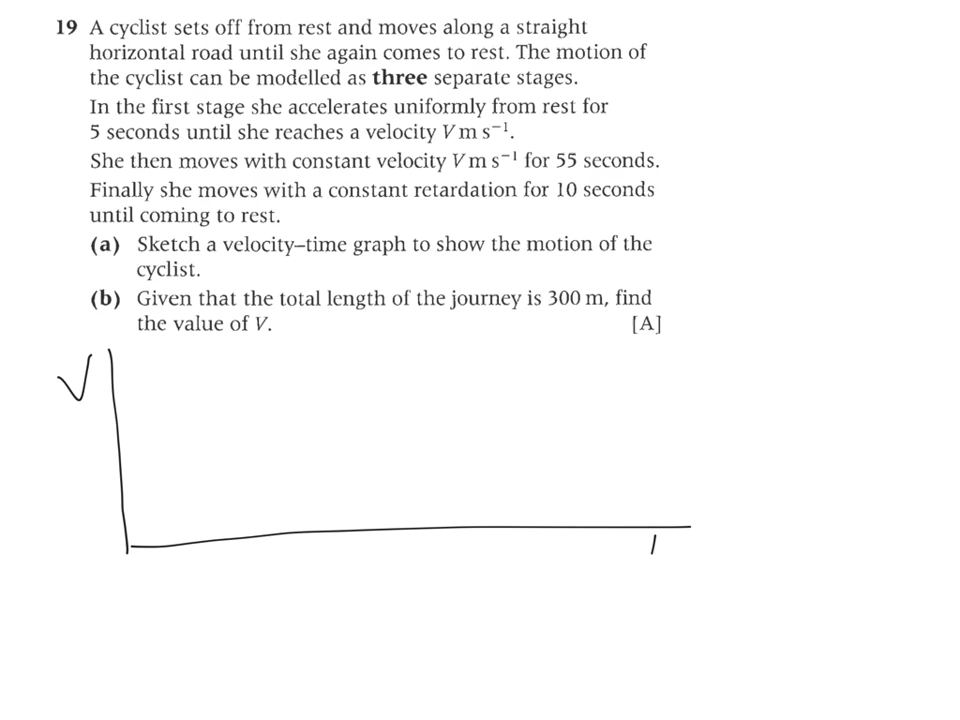 19 A cyclist sets off from rest and moves along a straight
horizontal road until she again comes to rest. The motion of
the cyclist can be modelled as three separate stages.
In the first stage she accelerates uniformly from rest for
5 seconds until she reaches a velocity V m s⁻¹.
She then moves with constant velocity V m s⁻¹ for 55 seconds.
Finally she moves with a constant retardation for 10 seconds
until coming to rest.
(a) Sketch a velocity–time graph to show the motion of the
cyclist.
(b) Given that the total length of the journey is 300 m, find
the value of V. [A]
V